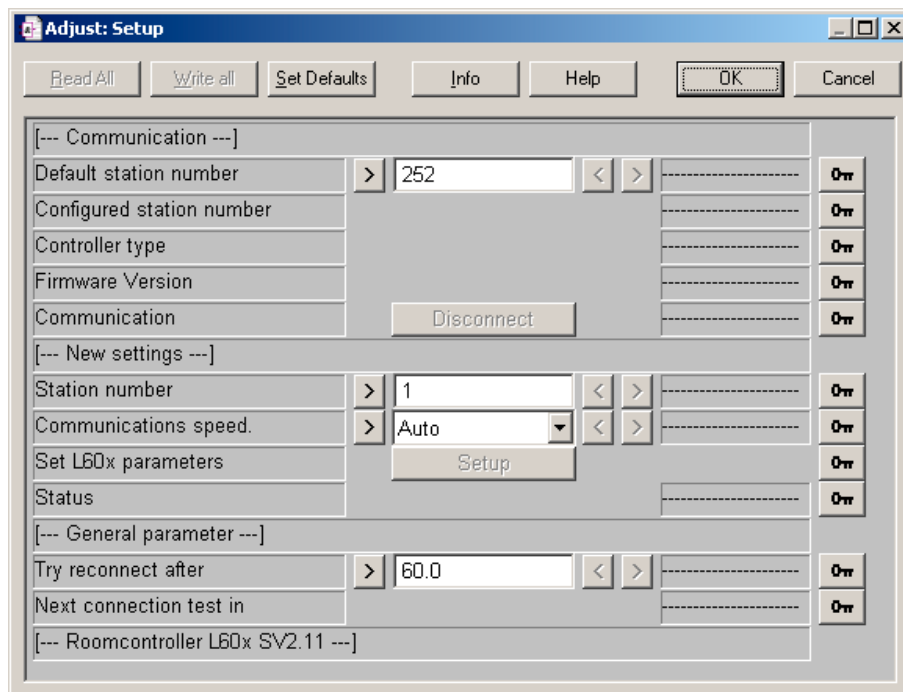 Adjust: Setup
Read All Write all Set Defaults Info Help OK Cancel
[--- Communication ---]
Default station number > 252 < > --------------------
Configured station number --------------------
Controller type --------------------
Firmware Version --------------------
Communication Disconnect --------------------
[--- New settings ---]
Station number > 1 < > --------------------
Communications speed. > Auto < > --------------------
Set L60x parameters Setup
Status --------------------
[--- General parameter ---]
Try reconnect after > 60.0 < > --------------------
Next connection test in --------------------
[--- Roomcontroller L60x SV2.11 ---]